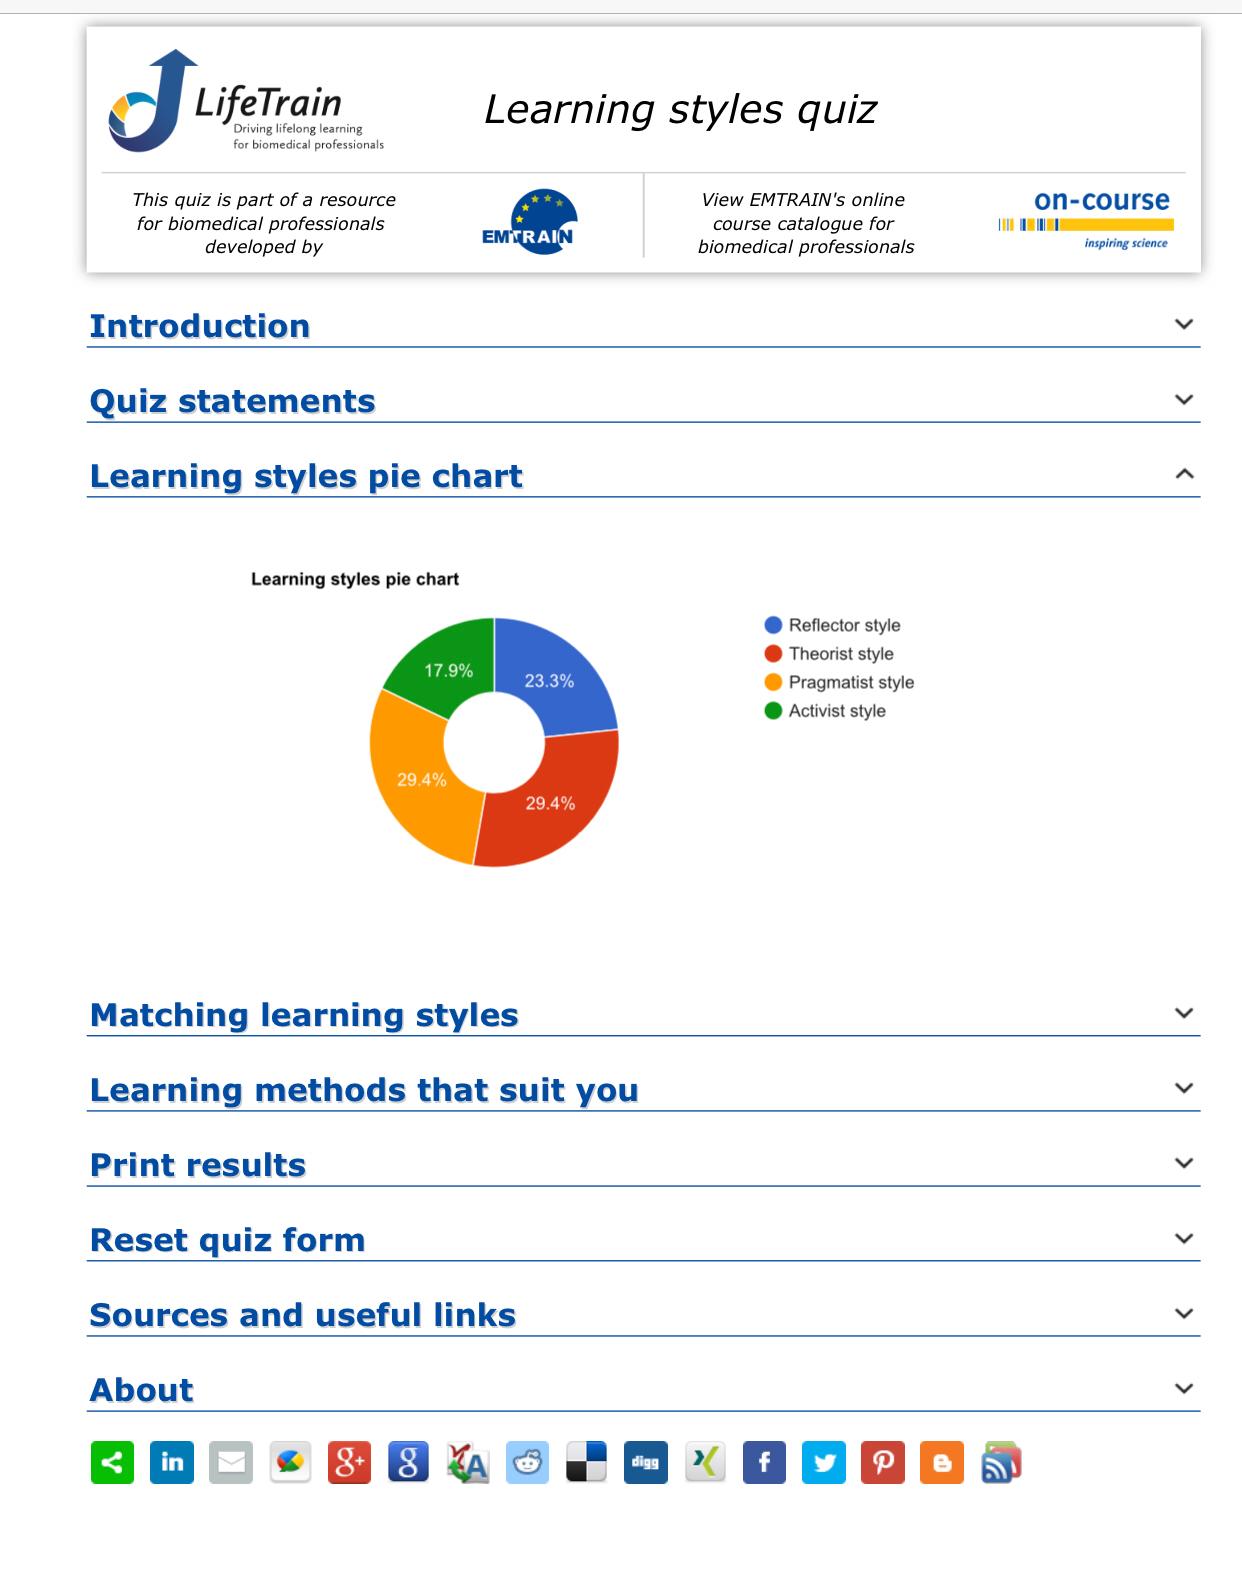 LifeTrain
Driving lifelong learning
for biomedical professionals
Learning styles quiz
This quiz is part of a resource
for biomedical professionals
developed by
EMTRAIN
View EMTRAIN's online
course catalogue for
biomedical professionals
on-course
inspiring science
Introduction
Quiz statements
Learning styles pie chart
Learning styles pie chart
17.9%
23.3%
29.4%
29.4%
Reflector style
Theorist style
Pragmatist style
Activist style
Matching learning styles
Learning methods that suit you
Print results
Reset quiz form
Sources and useful links
About
in g+ g A digg f